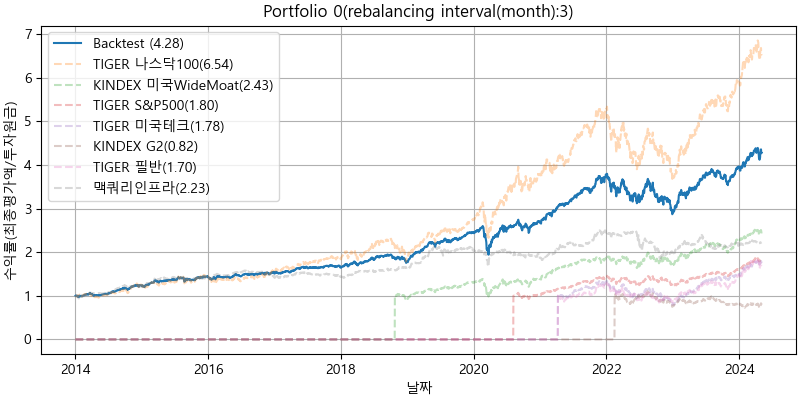 Portfolio 0(rebalancing interval(month):3)
수익률(최종평가액/투자원금)
7
6
5
4
3
2
1
0
Backtest (4.28)
TIGER 나스닥100(6.54)
KINDEX 미국WideMoat(2.43)
TIGER S&P500(1.80)
TIGER 미국테크(1.78)
KINDEX G2(0.82)
TIGER 필반(1.70)
맥쿼리인프라(2.23)
2014 2016 2018 2020 2022 2024
날짜